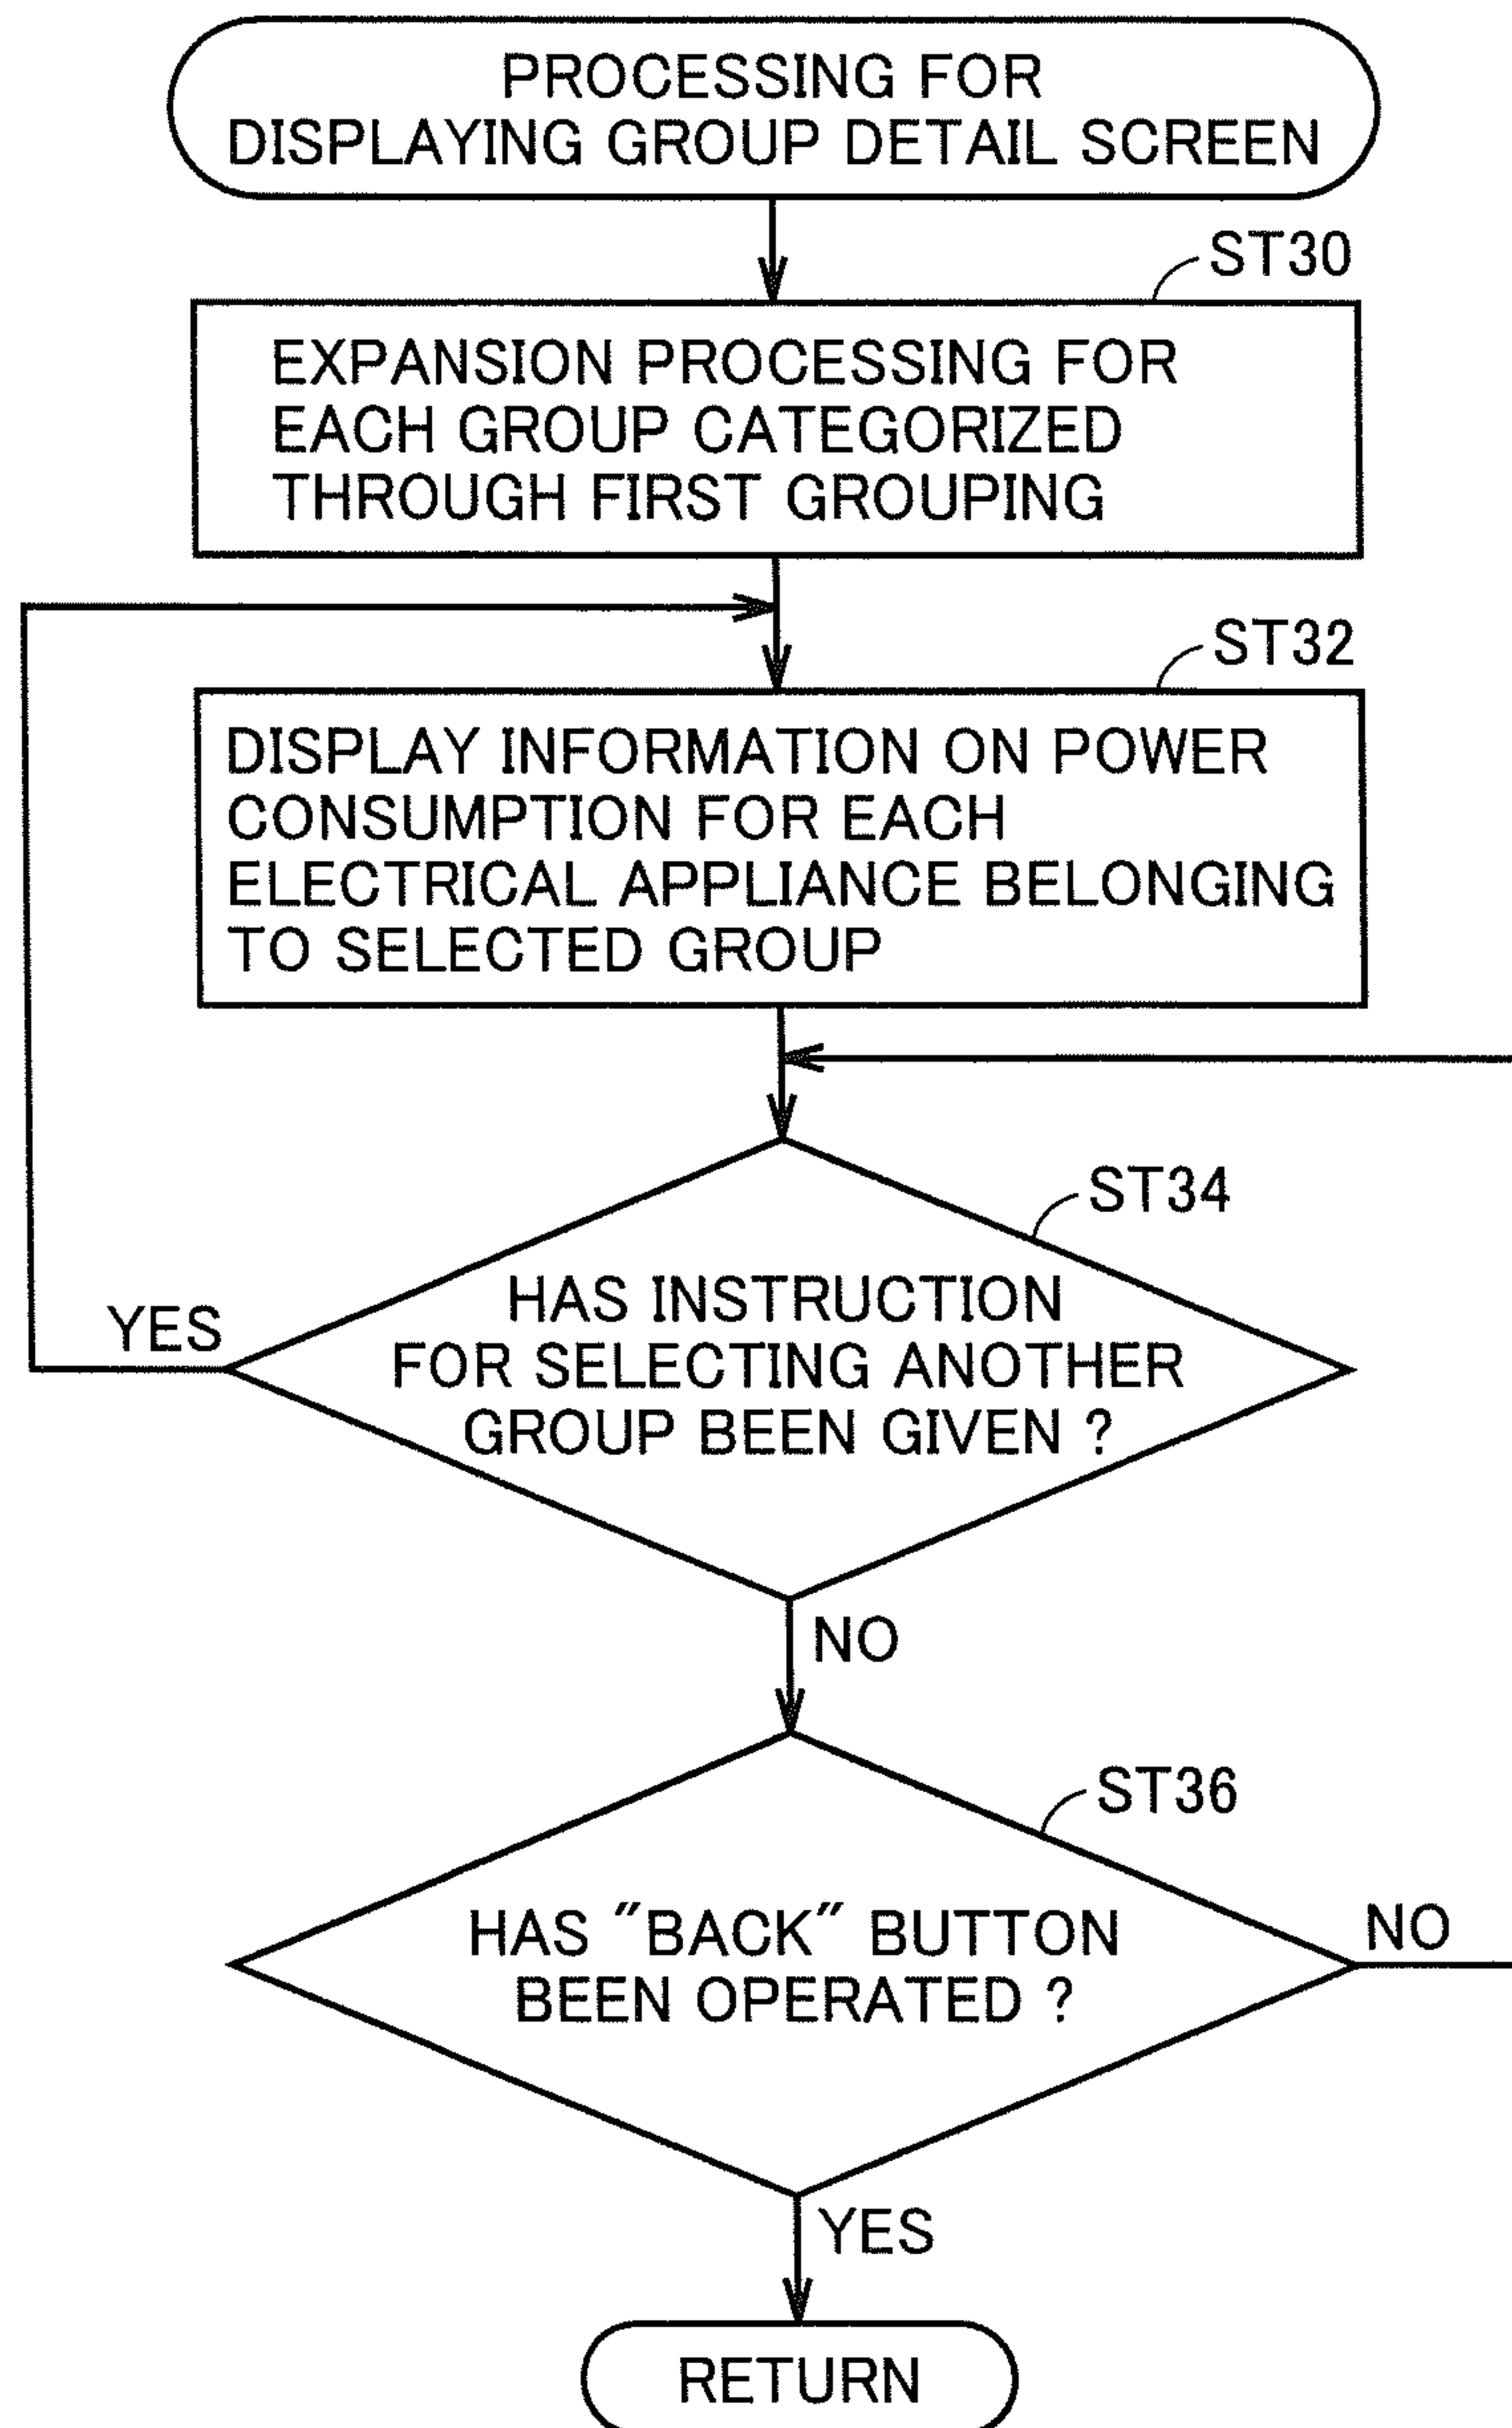 PROCESSING FOR
DISPLAYING GROUP DETAIL SCREEN
ST30
EXPANSION PROCESSING FOR
EACH GROUP CATEGORIZED
THROUGH FIRST GROUPING
ST32
DISPLAY INFORMATION ON POWER
CONSUMPTION FOR EACH
ELECTRICAL APPLIANCE BELONGING
TO SELECTED GROUP
ST34
HAS INSTRUCTION
FOR SELECTING ANOTHER
GROUP BEEN GIVEN ?
YES
NO
ST36
HAS "BACK" BUTTON
BEEN OPERATED ?
NO
YES
RETURN